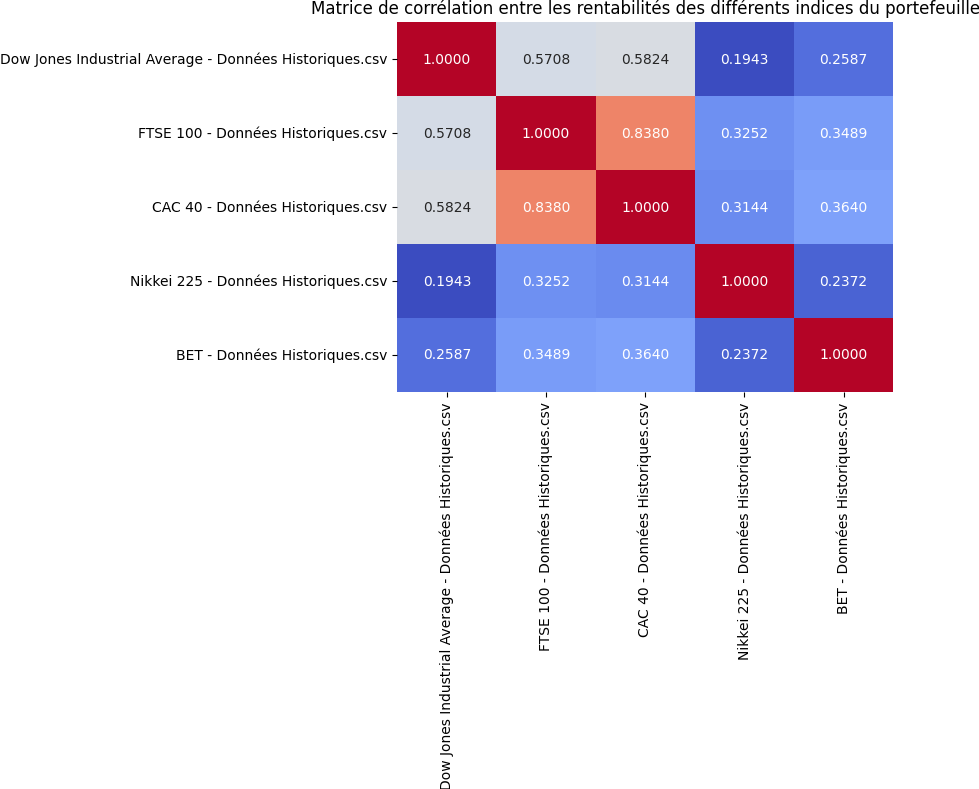 Matrice de corrélation entre les rentabilités des différents indices du portefeuille
Dow Jones Industrial Average - Données Historiques.csv 1.0000 0.5708 0.5824 0.1943 0.2587
FTSE 100 - Données Historiques.csv 0.5708 1.0000 0.8380 0.3252 0.3489
CAC 40 - Données Historiques.csv 0.5824 0.8380 1.0000 0.3144 0.3640
Nikkei 225 - Données Historiques.csv 0.1943 0.3252 0.3144 1.0000 0.2372
BET - Données Historiques.csv 0.2587 0.3489 0.3640 0.2372 1.0000
Dow Jones Industrial Average - Données Historiques.csv
FTSE 100 - Données Historiques.csv
CAC 40 - Données Historiques.csv
Nikkei 225 - Données Historiques.csv
BET - Données Historiques.csv